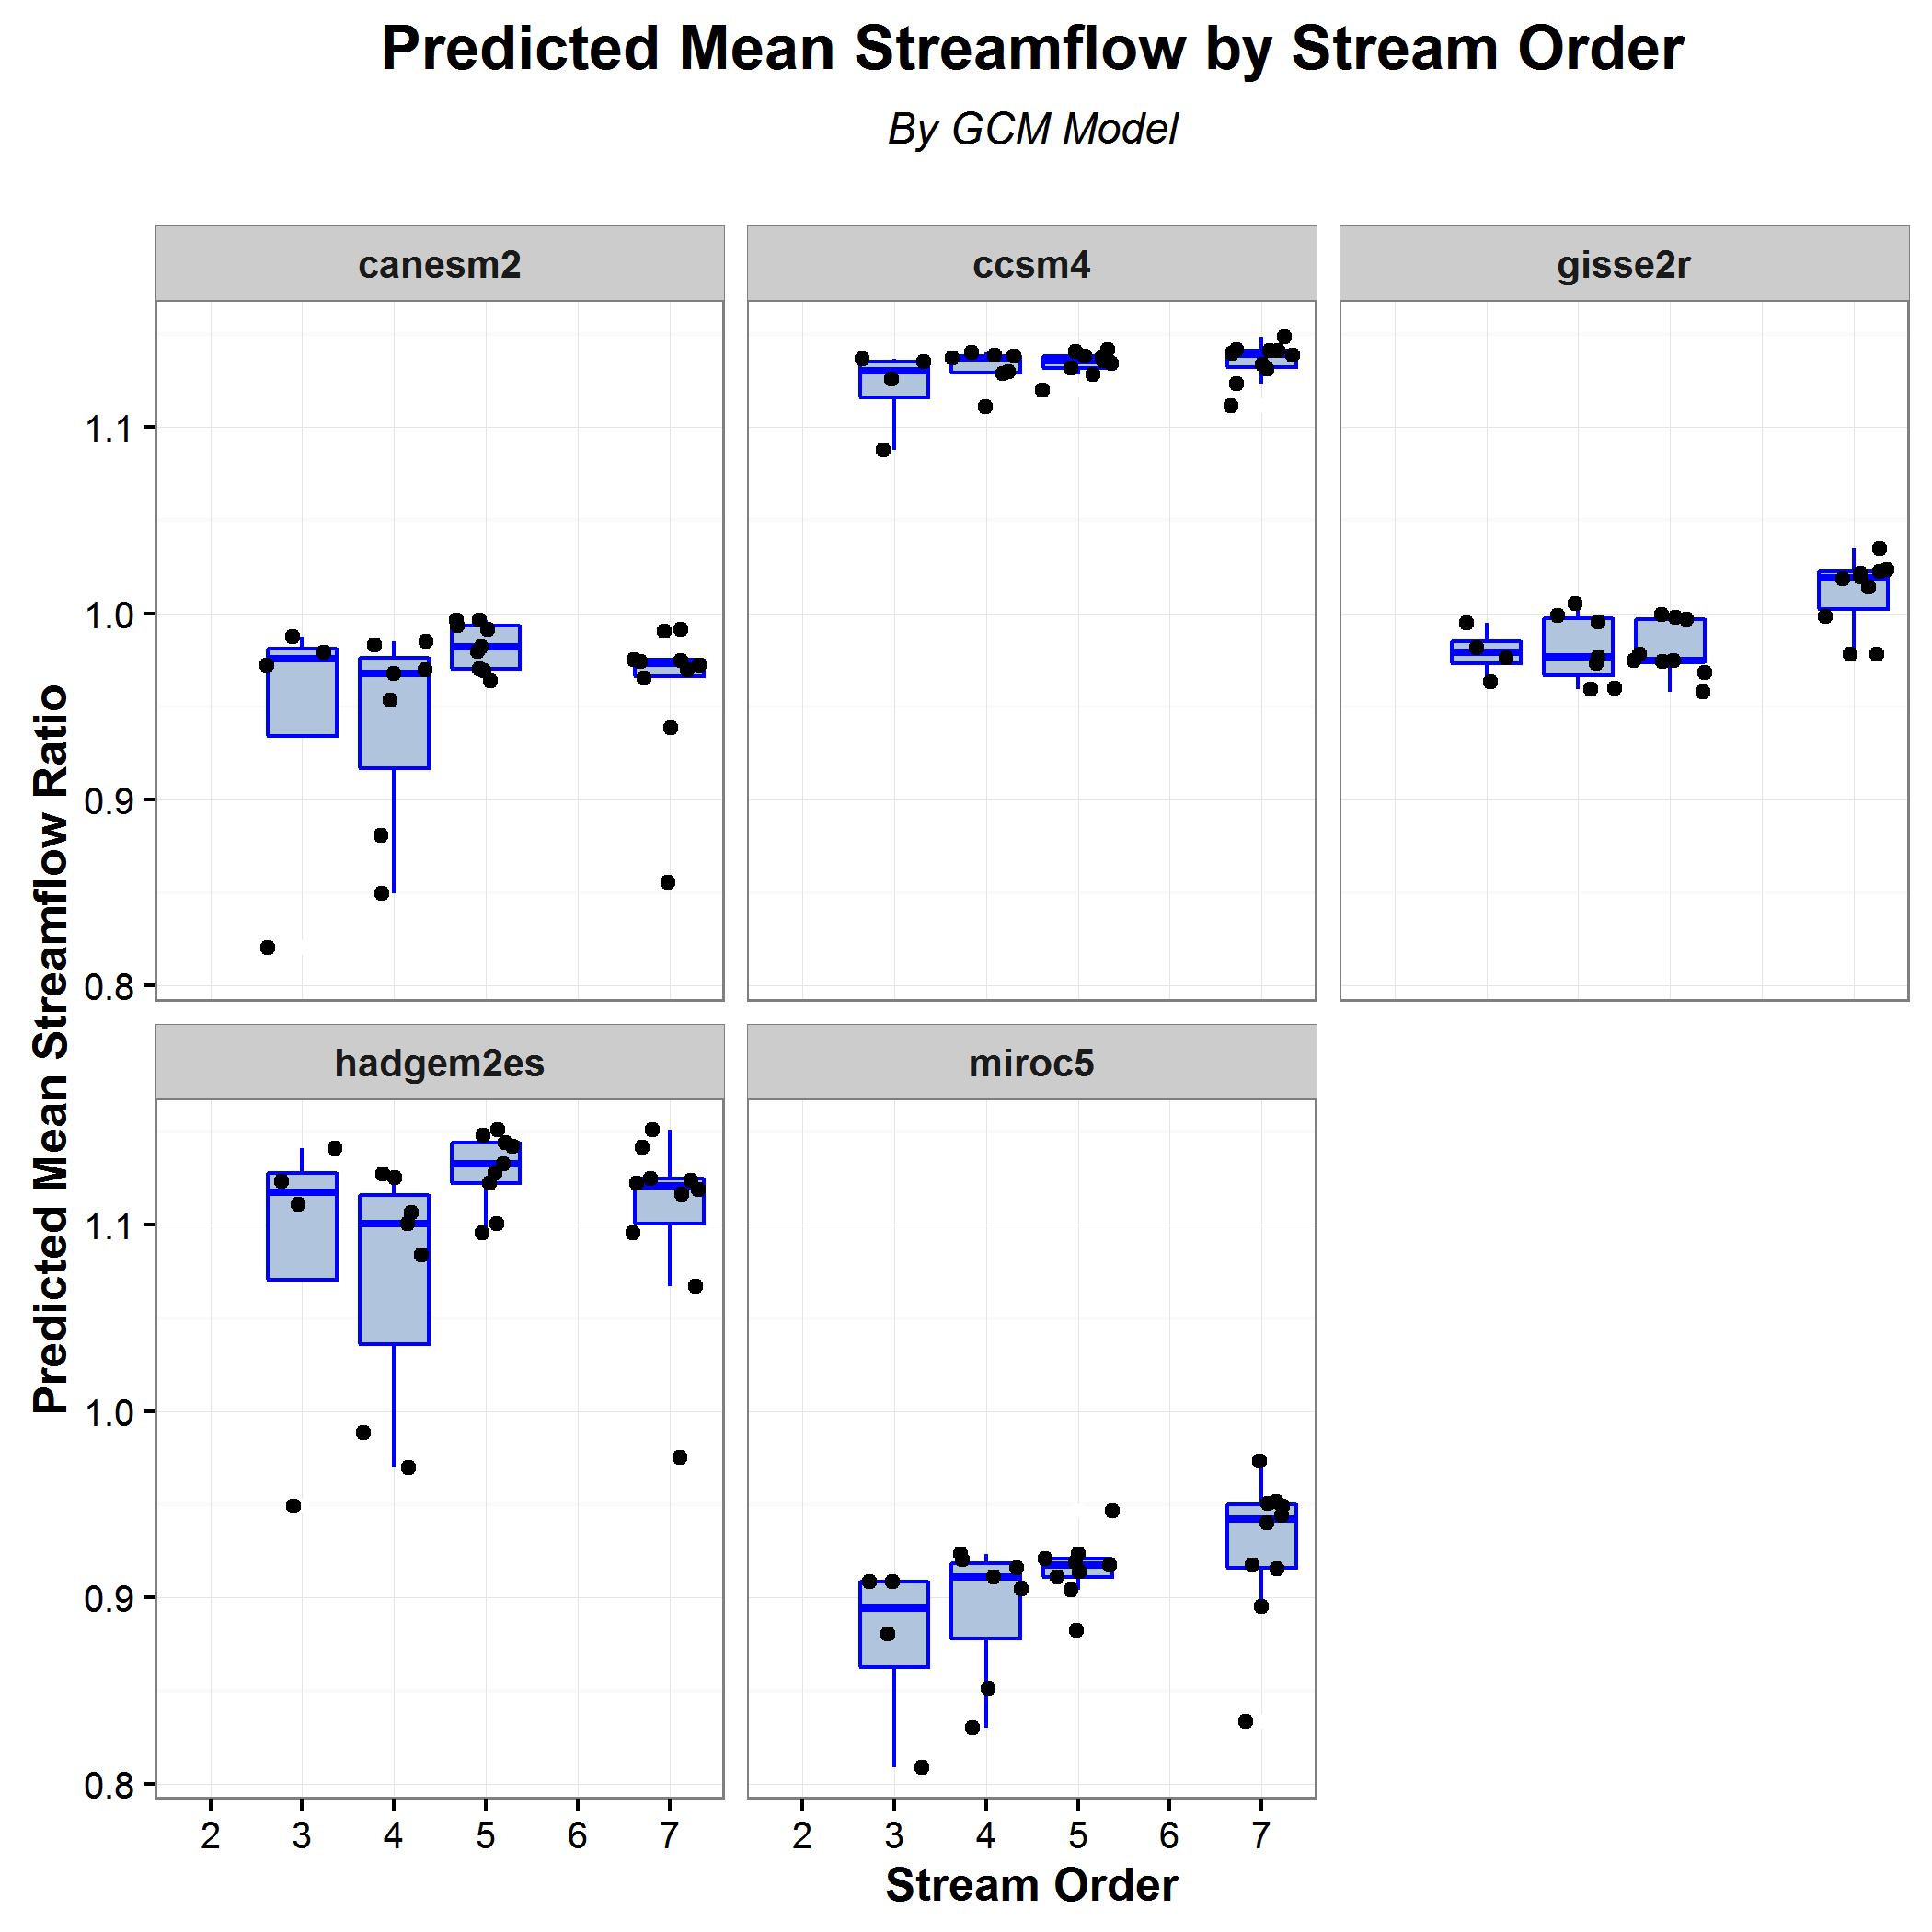 Predicted Mean Streamflow by Stream Order
By GCM Model
canesm2
ccsm4
gisse2r
1.1
1.0
0.9
0.8
Predicted Mean Streamflow Ratio
hadgem2es
miroc5
1.1
1.0
0.9
0.8
2 3 4 5 6 7
2 3 4 5 6 7
Stream Order